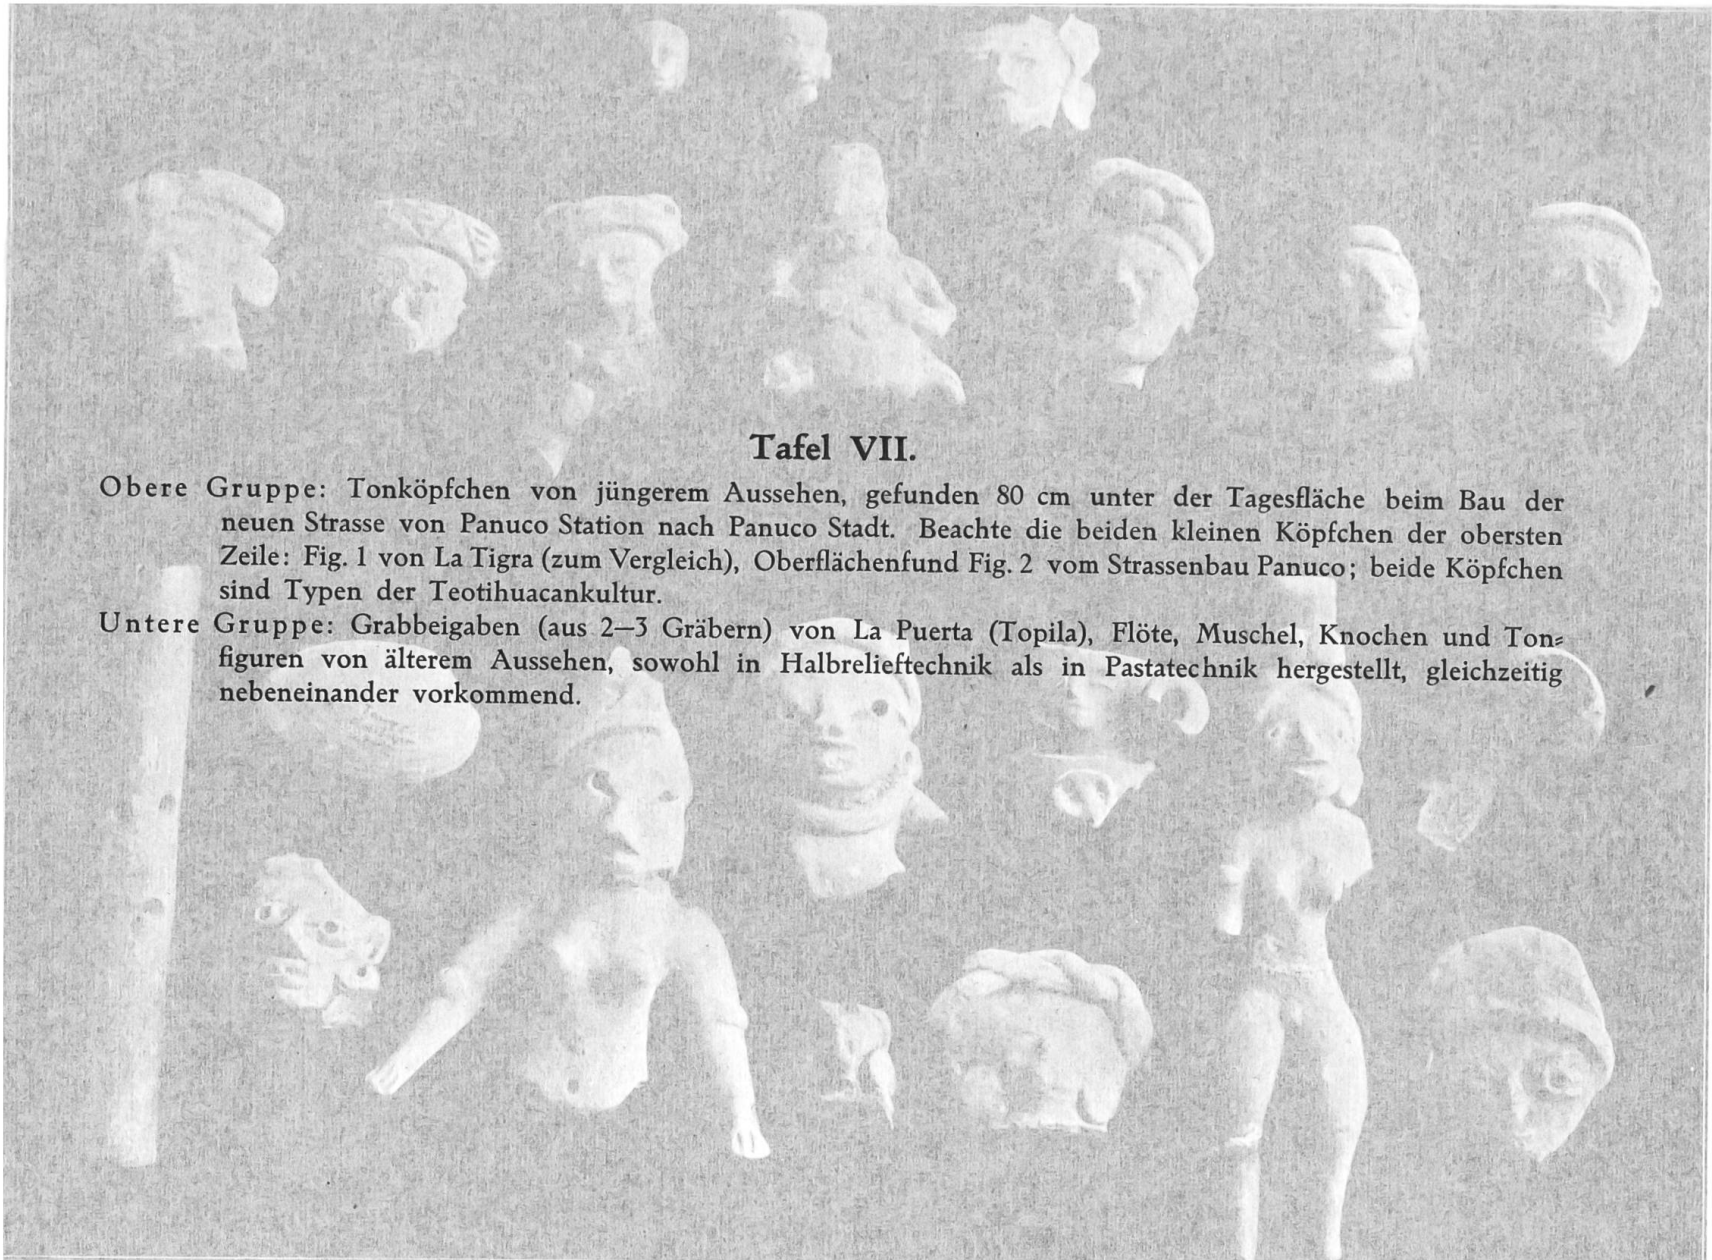 Tafel VII.
Obere Gruppe: Tonköpfchen von jüngerem Aussehen, gefunden 80 cm unter der Tagesfläche beim Bau der
neuen Strasse von Panuco Station nach Panuco Stadt. Beachte die beiden kleinen Köpfchen der obersten
Zeile: Fig. 1 von La Tigra (zum Vergleich), Oberflächenfund Fig. 2 vom Strassenbau Panuco; beide Köpfchen
sind Typen der Teotihuacankultur.
Untere Gruppe: Grabbeigaben (aus 2—3 Gräbern) von La Puerta (Topila), Flöte, Muschel, Knochen und Ton⸗
figuren von älterem Aussehen, sowohl in Halbrelieftechnik als in Pastatechnik hergestellt, gleichzeitig
nebeneinander vorkommend.